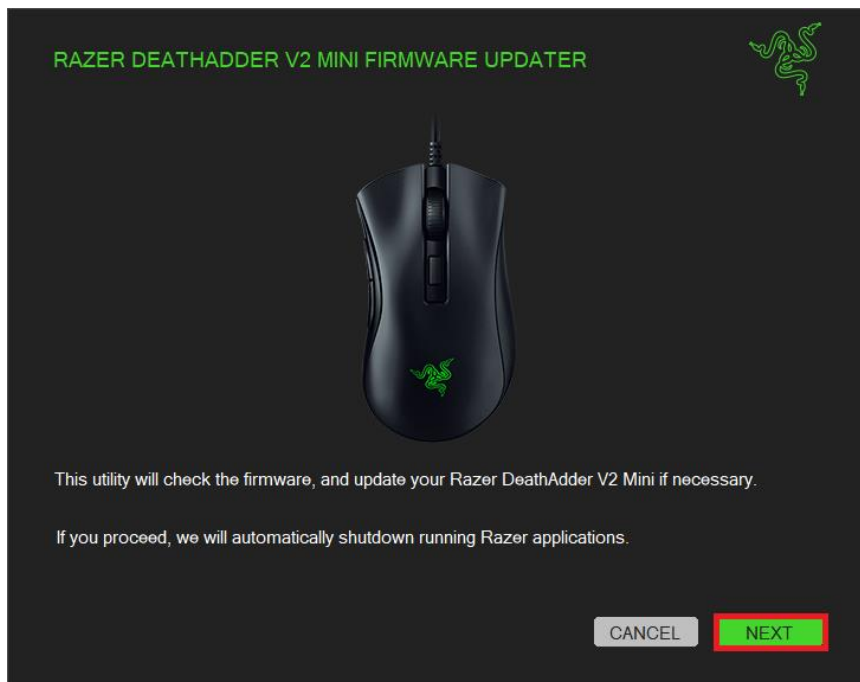 RAZER DEATHADDER V2 MINI FIRMWARE UPDATER
This utility will check the firmware, and update your Razer DeathAdder V2 Mini if necessary.
If you proceed, we will automatically shutdown running Razer applications.
CANCEL NEXT